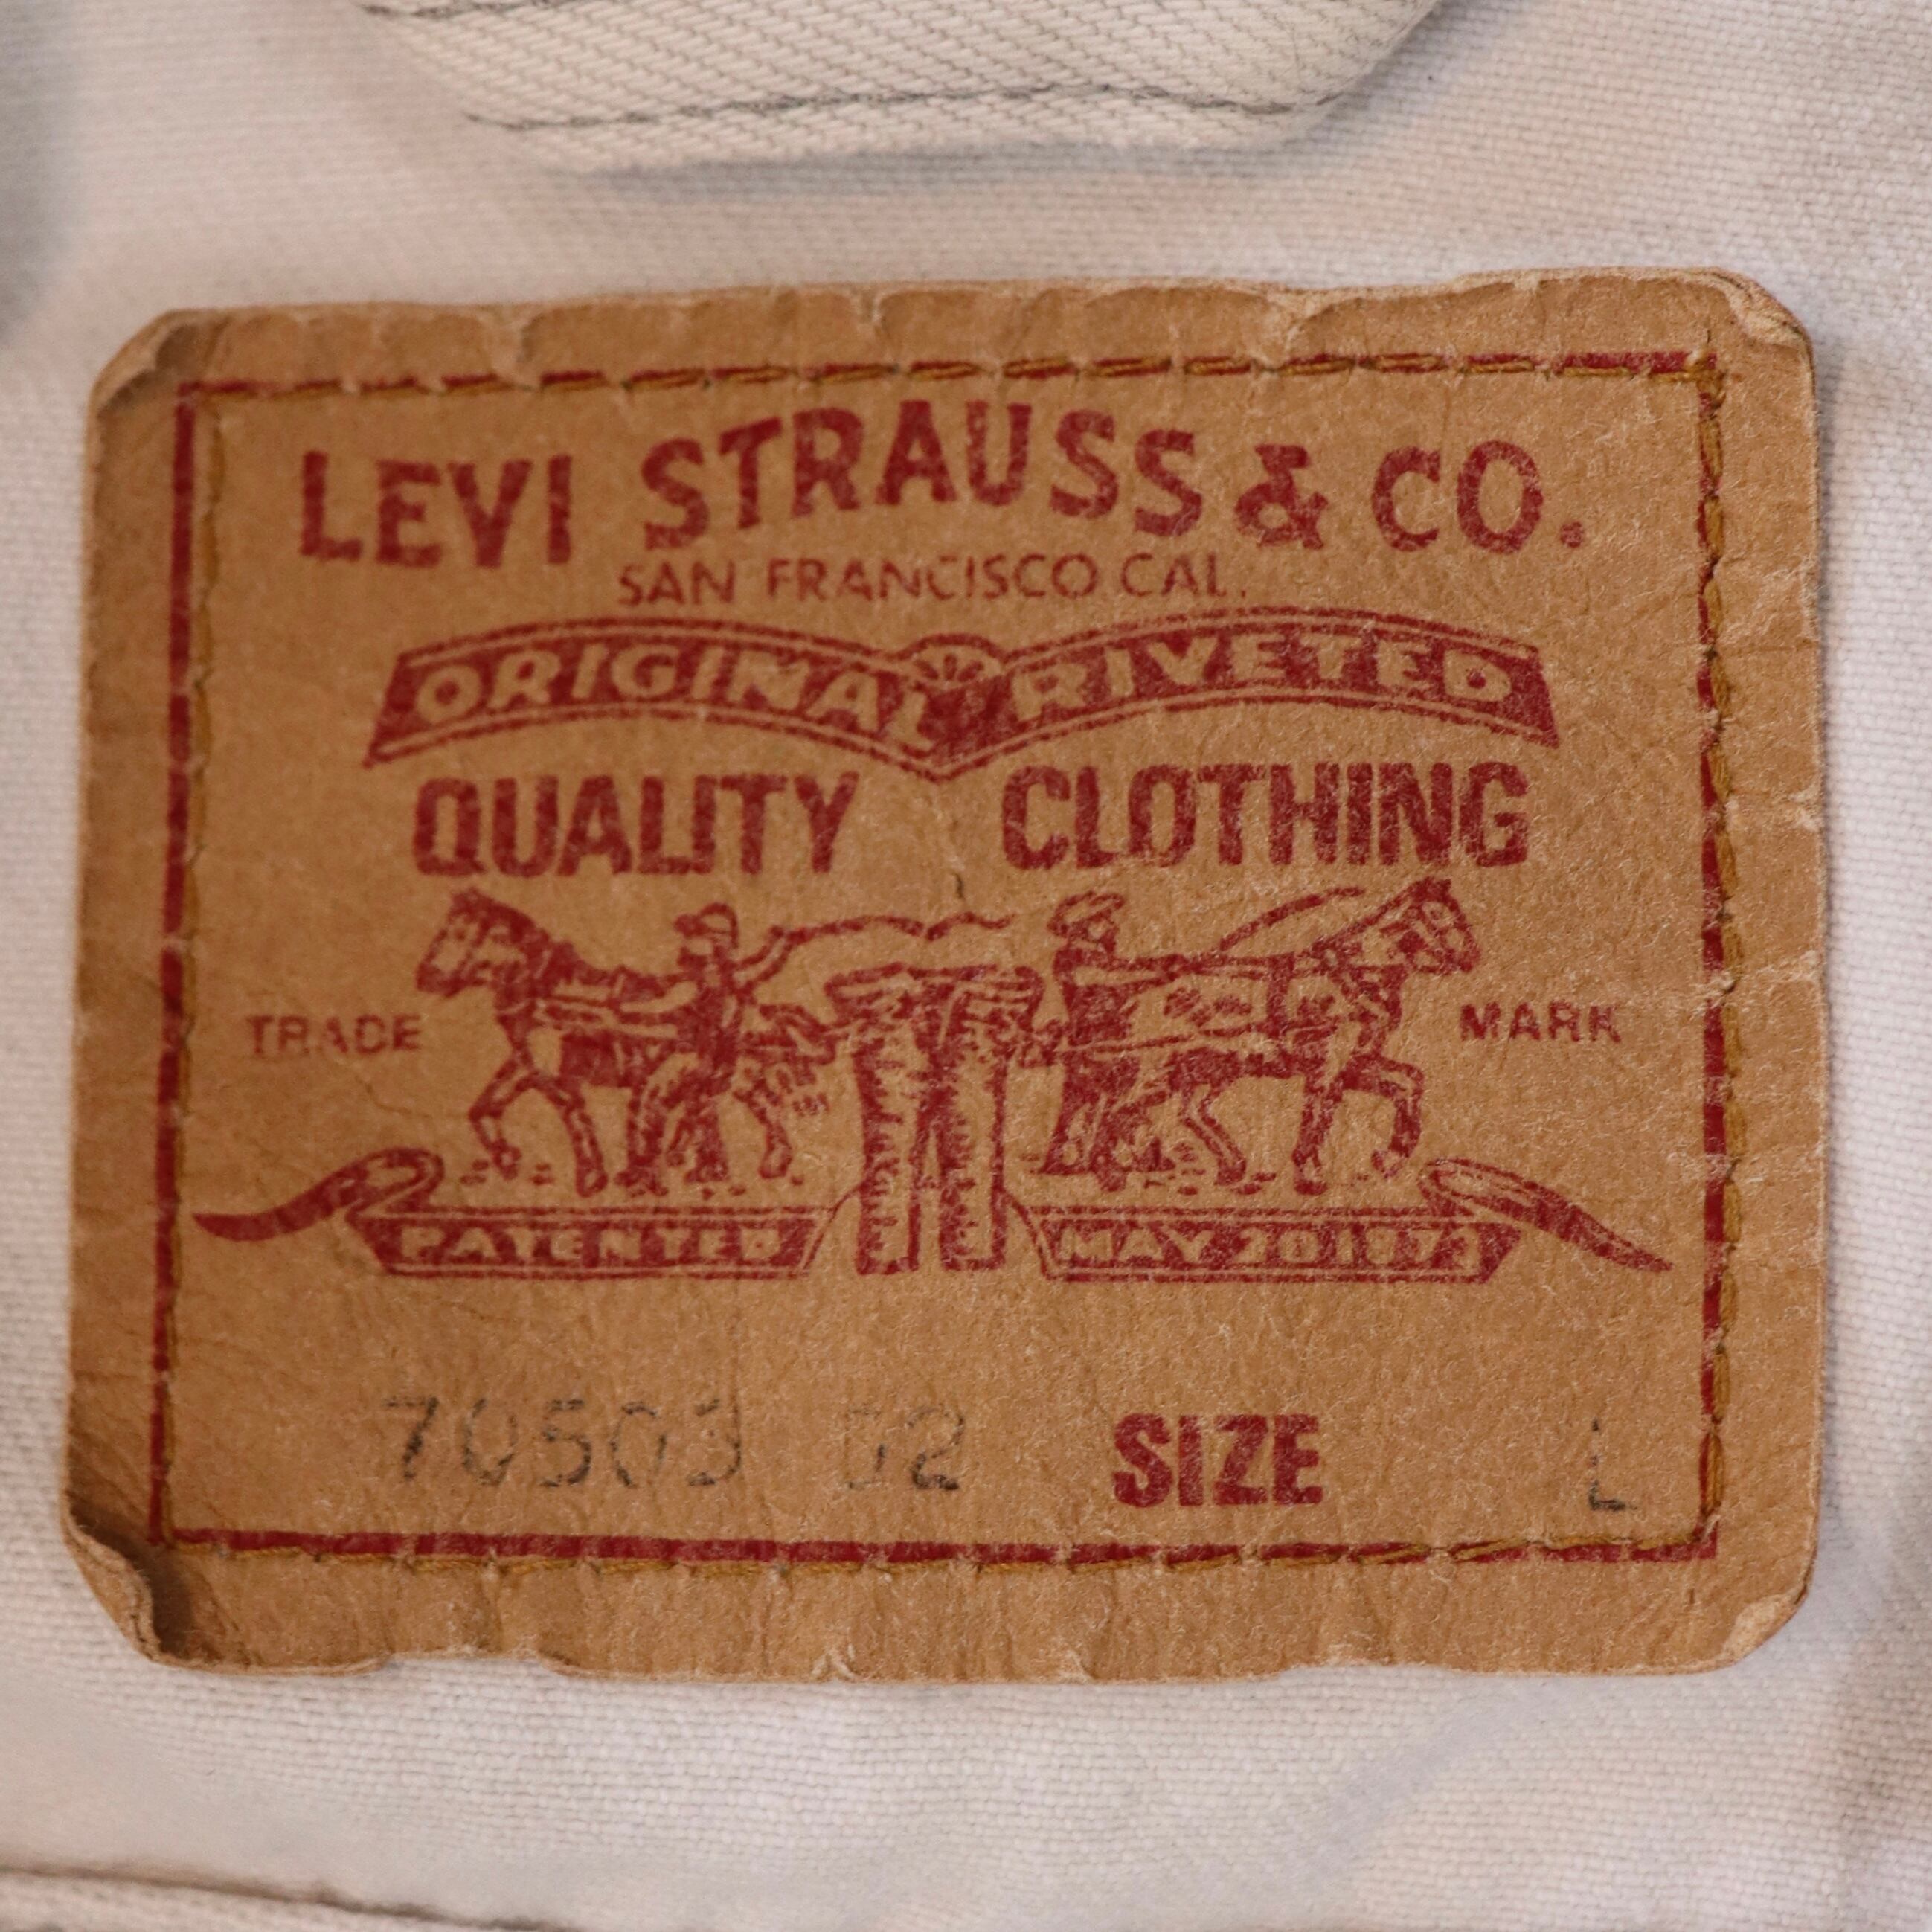 LEVI STRAUSS & CO.
SAN FRANCISCO CAL.
ORIGINAL RIVETED
QUALITY CLOTHING
TRADE MARK
PATENTED MAY 20 1873
70503 02 SIZE L